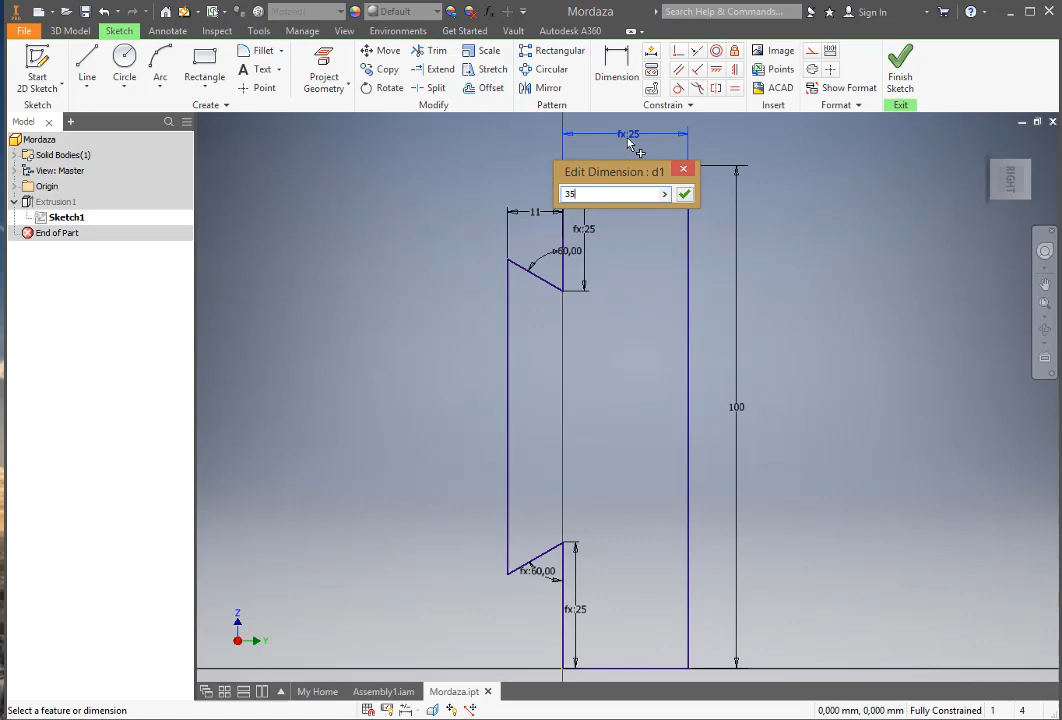 PRO
Material
Default
Mordaza
Search Help & Commands...
Sign In
File 3D Model Sketch Annotate Inspect Tools Manage View Environments Get Started Vault Autodesk A360
Start
2D Sketch
Line
Circle
Arc
Rectangle
Fillet
Text
Point
Project
Geometry
Move
Copy
Rotate
Trim
Extend
Split
Scale
Stretch
Offset
Rectangular
Circular
Mirror
Dimension
Image
Points
ACAD
Show Format
Finish
Sketch
Sketch Create Modify Pattern Constrain Insert Format Exit
Model
Mordaza
Solid Bodies(1)
View: Master
Origin
Extrusion1
Sketch1
End of Part
fx:25
Edit Dimension : d1
35
11
fx:25
60,00
100
fx:60,00
fx:25
RIGHT
Z
Y
My Home Assembly1.iam Mordaza.ipt
Select a feature or dimension
0,000 mm, 0,000 mm Fully Constrained 1 4